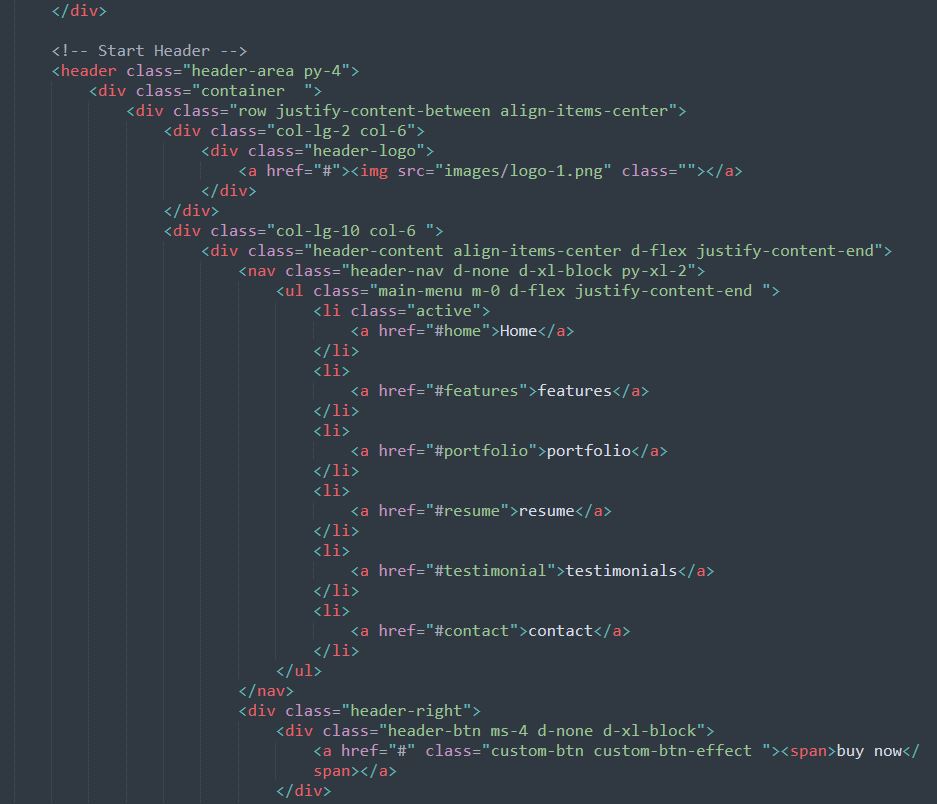 </div>
<!-- Start Header -->
<header class="header-area py-4">
<div class="container  ">
<div class="row justify-content-between align-items-center">
<div class="col-lg-2 col-6">
<div class="header-logo">
<a href="#"><img src="images/logo-1.png" class=""></a>
</div>
</div>
<div class="col-lg-10 col-6 ">
<div class="header-content align-items-center d-flex justify-content-end">
<nav class="header-nav d-none d-xl-block py-xl-2">
<ul class="main-menu m-0 d-flex justify-content-end ">
<li class="active">
<a href="#home">Home</a>
</li>
<li>
<a href="#features">features</a>
</li>
<li>
<a href="#portfolio">portfolio</a>
</li>
<li>
<a href="#resume">resume</a>
</li>
<li>
<a href="#testimonial">testimonials</a>
</li>
<li>
<a href="#contact">contact</a>
</li>
</ul>
</nav>
<div class="header-right">
<div class="header-btn ms-4 d-none d-xl-block">
<a href="#" class="custom-btn custom-btn-effect "><span>buy now</
span></a>
</div>